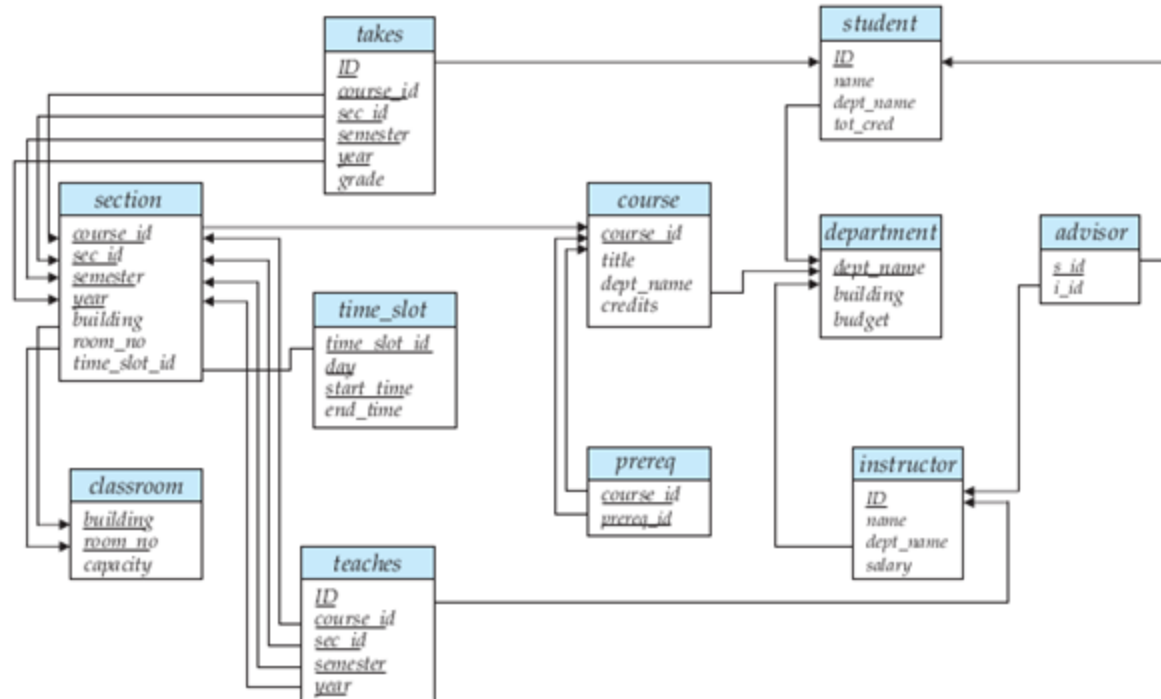 takes
ID
course_id
sec_id
semester
year
grade
student
ID
name
dept_name
tot_cred
section
course_id
sec_id
semester
year
building
room_no
time_slot_id
course
course_id
title
dept_name
credits
department
dept_name
building
budget
advisor
s_id
i_id
time_slot
time_slot_id
day
start_time
end_time
classroom
building
room_no
capacity
prereq
course_id
prereq_id
instructor
ID
name
dept_name
salary
teaches
ID
course_id
sec_id
semester
year